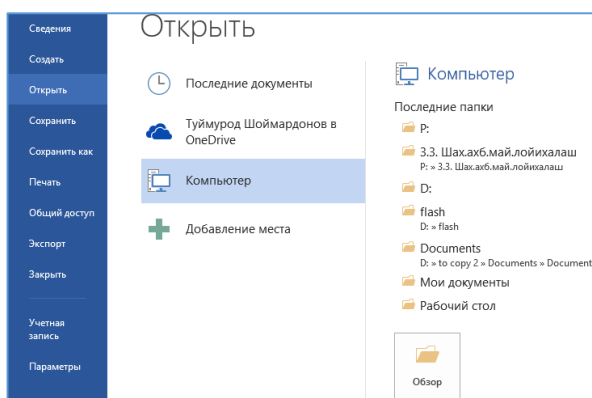 Сведения
Создать
Открыть
Сохранить
Сохранить как
Печать
Общий доступ
Экспорт
Закрыть
Учетная
запись
Параметры
Открыть
Последние документы
Туймурод Шоймардонов в
OneDrive
Компьютер
Добавление места
Компьютер
Последние папки
P:
3.3. Шах.ахб.май.лойихалаш
P: » 3.3. Шах.ахб.май.лойихалаш
D:
flash
D: » flash
Documents
D: » to copy 2 » Documents » Document
Мои документы
Рабочий стол
Обзор